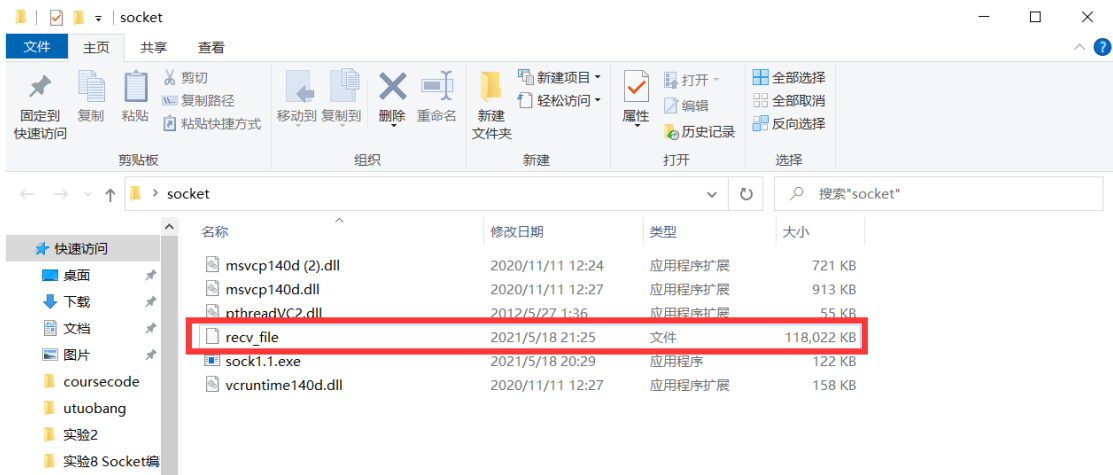 socket
文件 主页 共享 查看
固定到快速访问 复制 粘贴 剪切 复制路径 粘贴快捷方式 移动到 复制到 删除 重命名 新建文件夹 新建项目 轻松访问 属性 打开 编辑 历史记录 全部选择 全部取消 反向选择
剪贴板 组织 新建 打开 选择
socket 搜索"socket"
名称 修改日期 类型 大小
快速访问
桌面
下载
文档
图片
coursecode
utuobang
实验2
实验8 Socket编
msvcp140d (2).dll 2020/11/11 12:24 应用程序扩展 721 KB
msvcp140d.dll 2020/11/11 12:27 应用程序扩展 913 KB
pthreadVC2.dll 2012/5/27 1:36 应用程序扩展 55 KB
recv_file 2021/5/18 21:25 文件 118,022 KB
sock1.1.exe 2021/5/18 20:29 应用程序 122 KB
vcruntime140d.dll 2020/11/11 12:27 应用程序扩展 158 KB